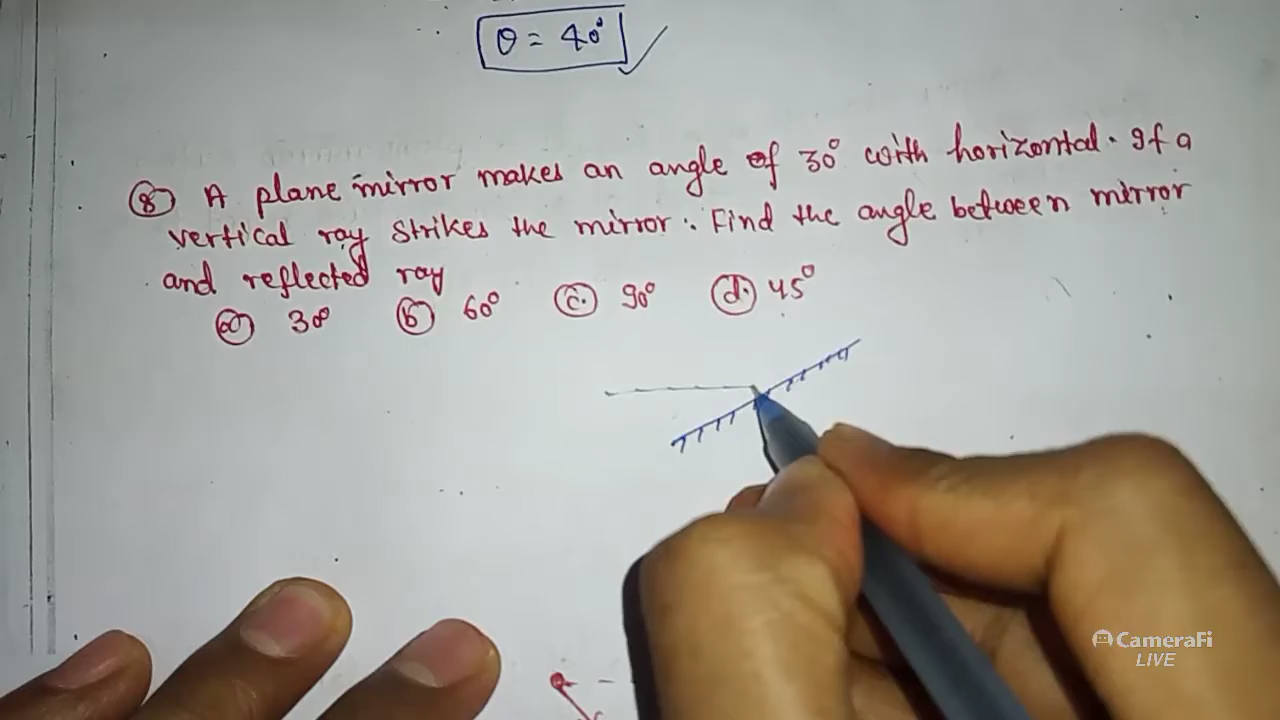 θ = 40°
⑧ A plane mirror makes an angle of 30° with horizontal. If a
vertical ray strikes the mirror. Find the angle between mirror
and reflected ray
ⓐ 30° ⓑ 60° ⓒ 90° ⓓ 45°
CameraFi
LIVE